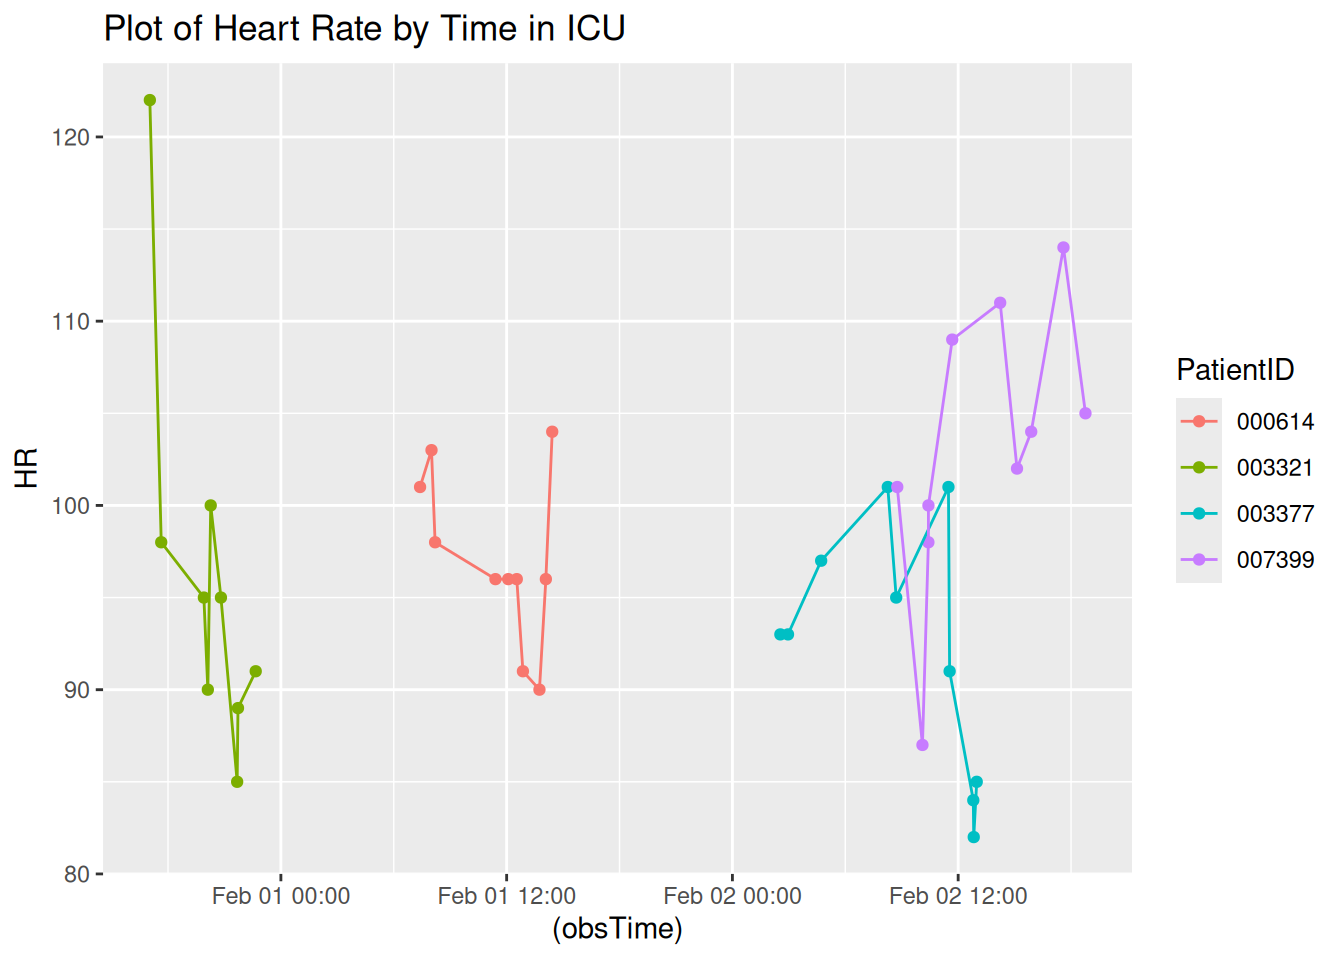 Plot of Heart Rate by Time in ICU
120
110
100
90
80
HR
Feb 01 00:00
Feb 01 12:00
Feb 02 00:00
Feb 02 12:00
(obsTime)
PatientID
000614
003321
003377
007399